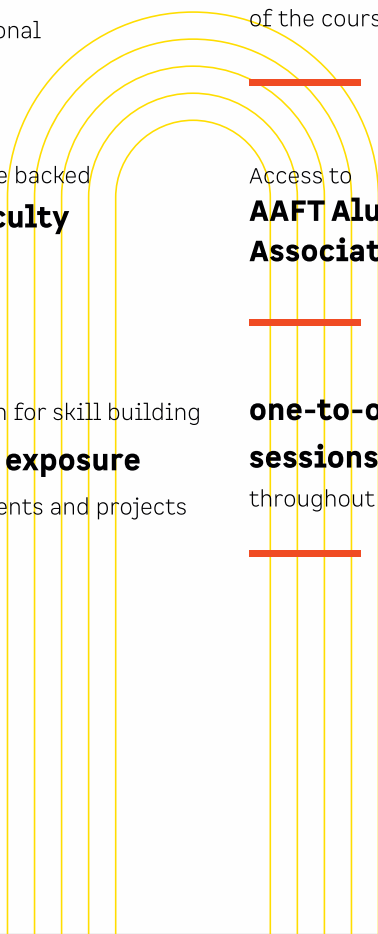 onal
backed
culty
for skill building
exposure
ents and projects
of the cours
Access to
AAFT Alu
Associat
one-to-o
sessions
throughout